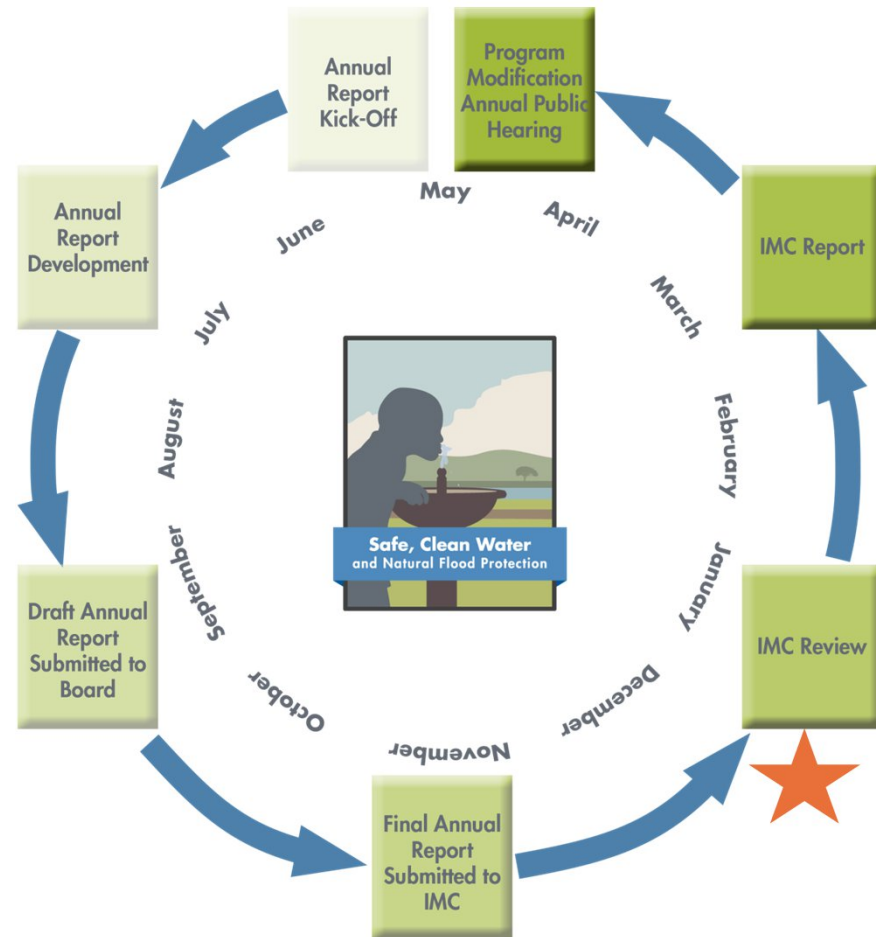 Annual
Report
Kick-Off
Program
Modification
Annual Public
Hearing
Annual
Report
Development
IMC Report
May
April
March
February
January
December
November
October
September
August
July
June
Safe, Clean Water
and Natural Flood Protection
Draft Annual
Report
Submitted to
Board
IMC Review
Final Annual
Report
Submitted to
IMC